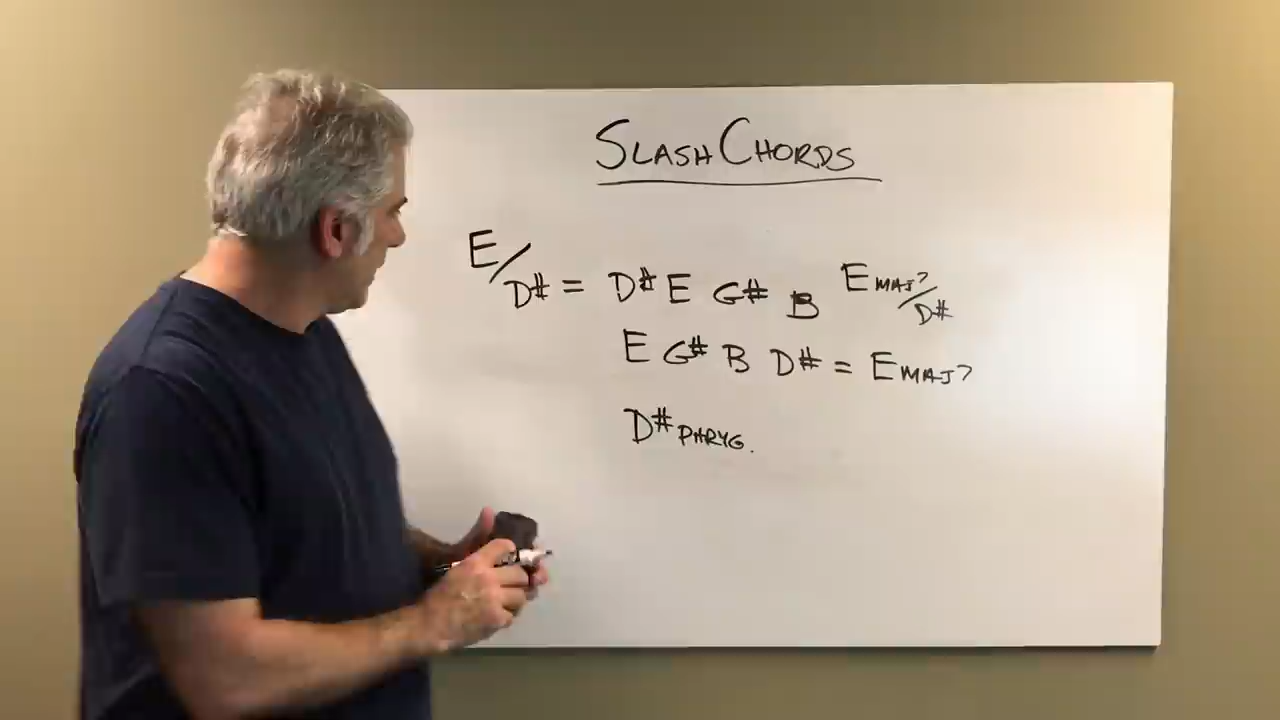 SLASH CHORDS
E/D# = D# E G# B EMAJ7/D#
E G# B D# = EMAJ7
D# PHRYG.